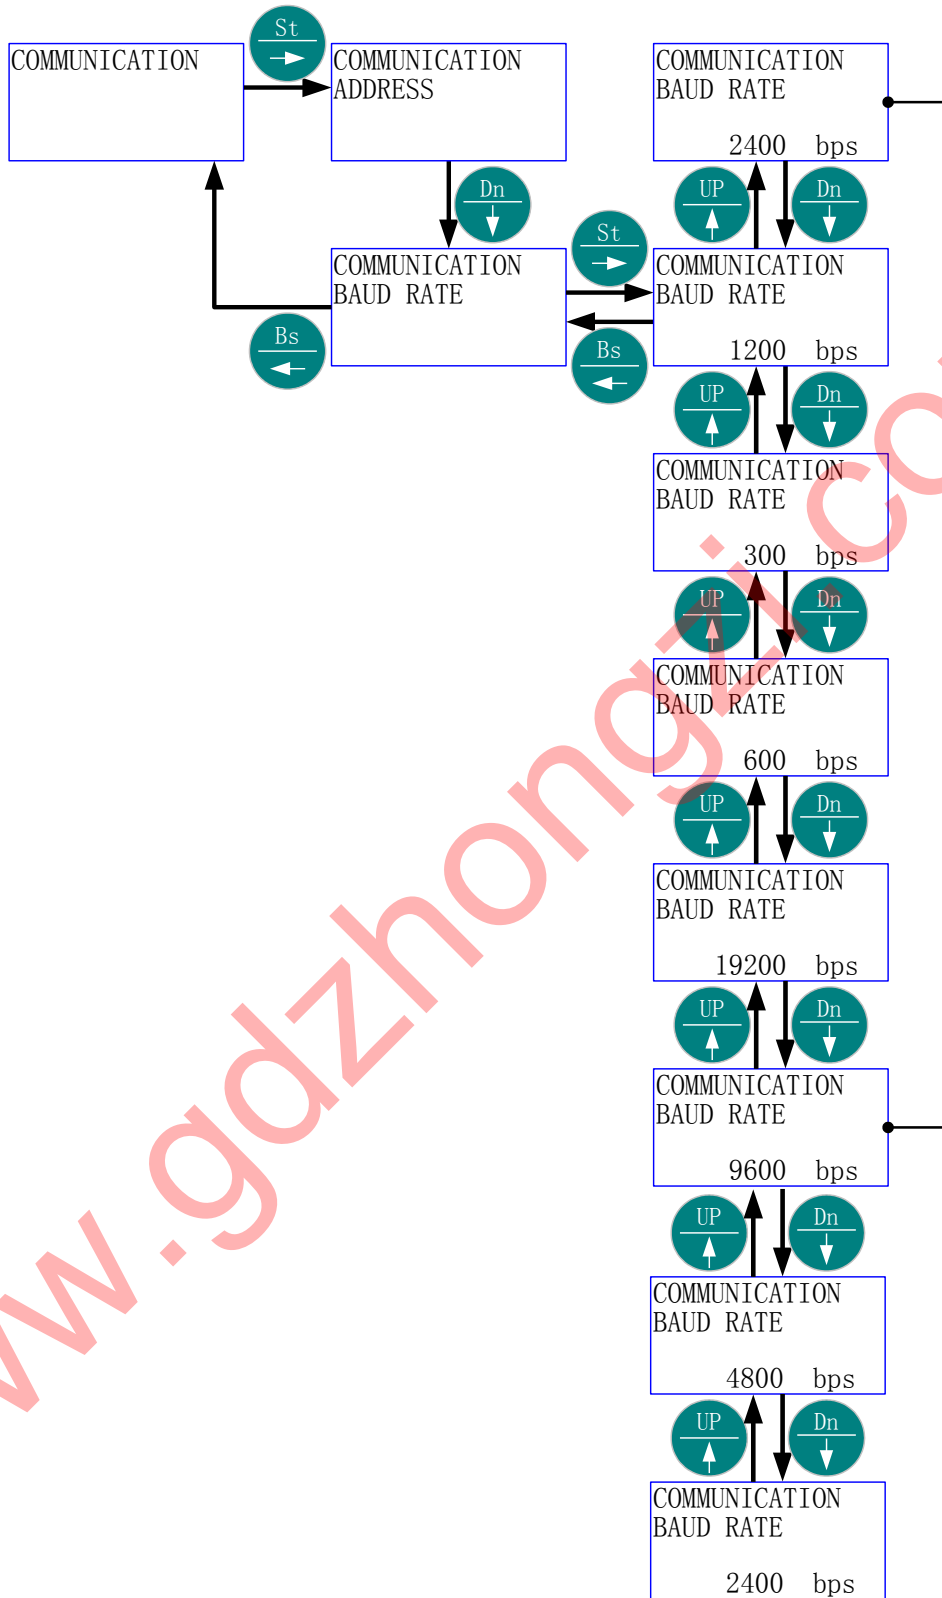 St
COMMUNICATION
COMMUNICATION
ADDRESS
COMMUNICATION
BAUD RATE
2400 bps
Dn
UP
Dn
St
COMMUNICATION
BAUD RATE
COMMUNICATION
BAUD RATE
1200 bps
Bs
Bs
UP
Dn
COMMUNICATION
BAUD RATE
300 bps
UP
Dn
COMMUNICATION
BAUD RATE
600 bps
UP
Dn
COMMUNICATION
BAUD RATE
19200 bps
UP
Dn
COMMUNICATION
BAUD RATE
9600 bps
UP
Dn
COMMUNICATION
BAUD RATE
4800 bps
UP
Dn
COMMUNICATION
BAUD RATE
2400 bps
w.gdzhongzi.co